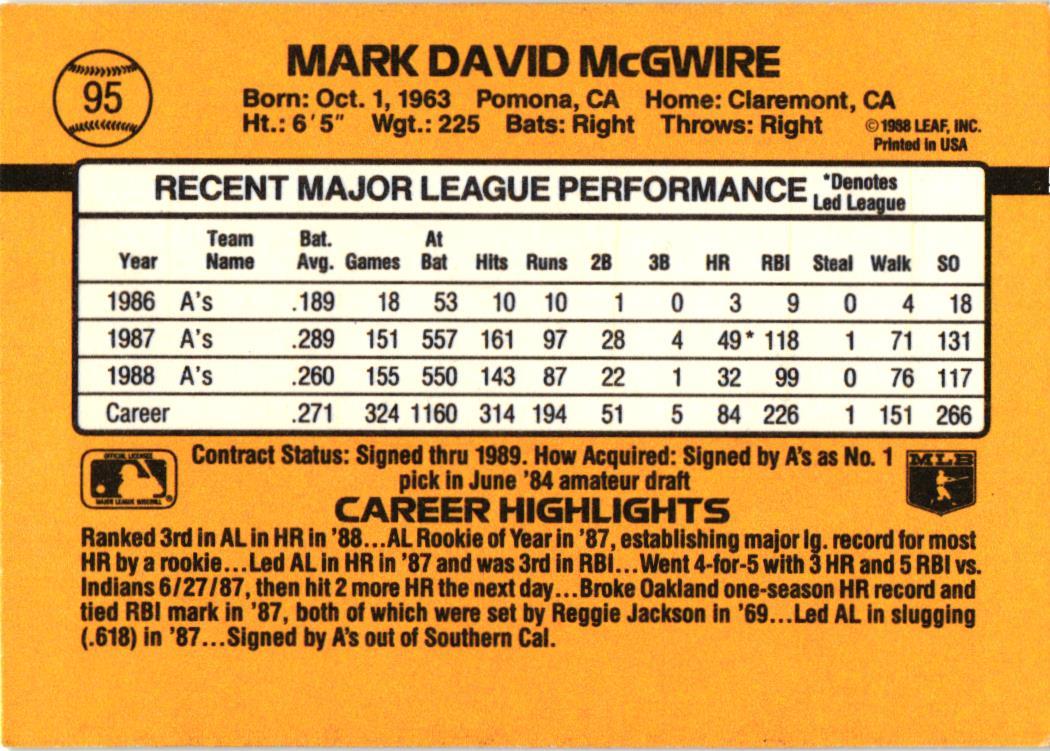 MARK DAVID McGWIRE
95
Born: Oct. 1, 1963 Pomona, CA Home: Claremont, CA
Ht.: 6'5" Wgt.: 225 Bats: Right Throws: Right
©1988 LEAF, INC.
Printed in USA
RECENT MAJOR LEAGUE PERFORMANCE *Denotes
Led League
Year Team Name Bat. Avg. Games At Bat Hits Runs 2B 3B HR RBI Steal Walk SO
1986 A's .189 18 53 10 10 1 0 3 9 0 4 18
1987 A's .289 151 557 161 97 28 4 49* 118 1 71 131
1988 A's .260 155 550 143 87 22 1 32 99 0 76 117
Career .271 324 1160 314 194 51 5 84 226 1 151 266
OFFICIAL LICENSEE
MAJOR LEAGUE BASEBALL
®
Contract Status: Signed thru 1989. How Acquired: Signed by A's as No. 1
pick in June '84 amateur draft
MLB
CAREER HIGHLIGHTS
Ranked 3rd in AL in HR in '88...AL Rookie of Year in '87, establishing major lg. record for most
HR by a rookie...Led AL in HR in '87 and was 3rd in RBI...Went 4-for-5 with 3 HR and 5 RBI vs.
Indians 6/27/87, then hit 2 more HR the next day...Broke Oakland one-season HR record and
tied RBI mark in '87, both of which were set by Reggie Jackson in '69...Led AL in slugging
(.618) in '87...Signed by A's out of Southern Cal.